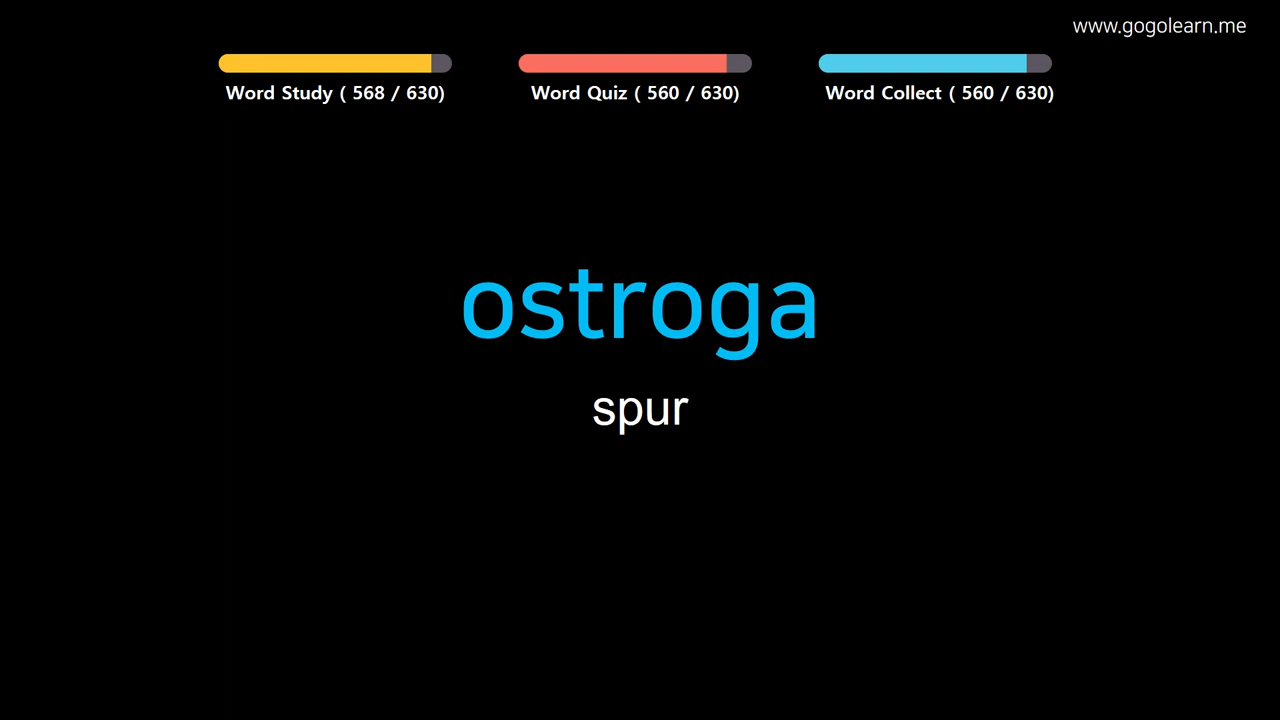 www.gogolearn.me
Word Study ( 568 / 630)
Word Quiz ( 560 / 630)
Word Collect ( 560 / 630)
ostroga
spur